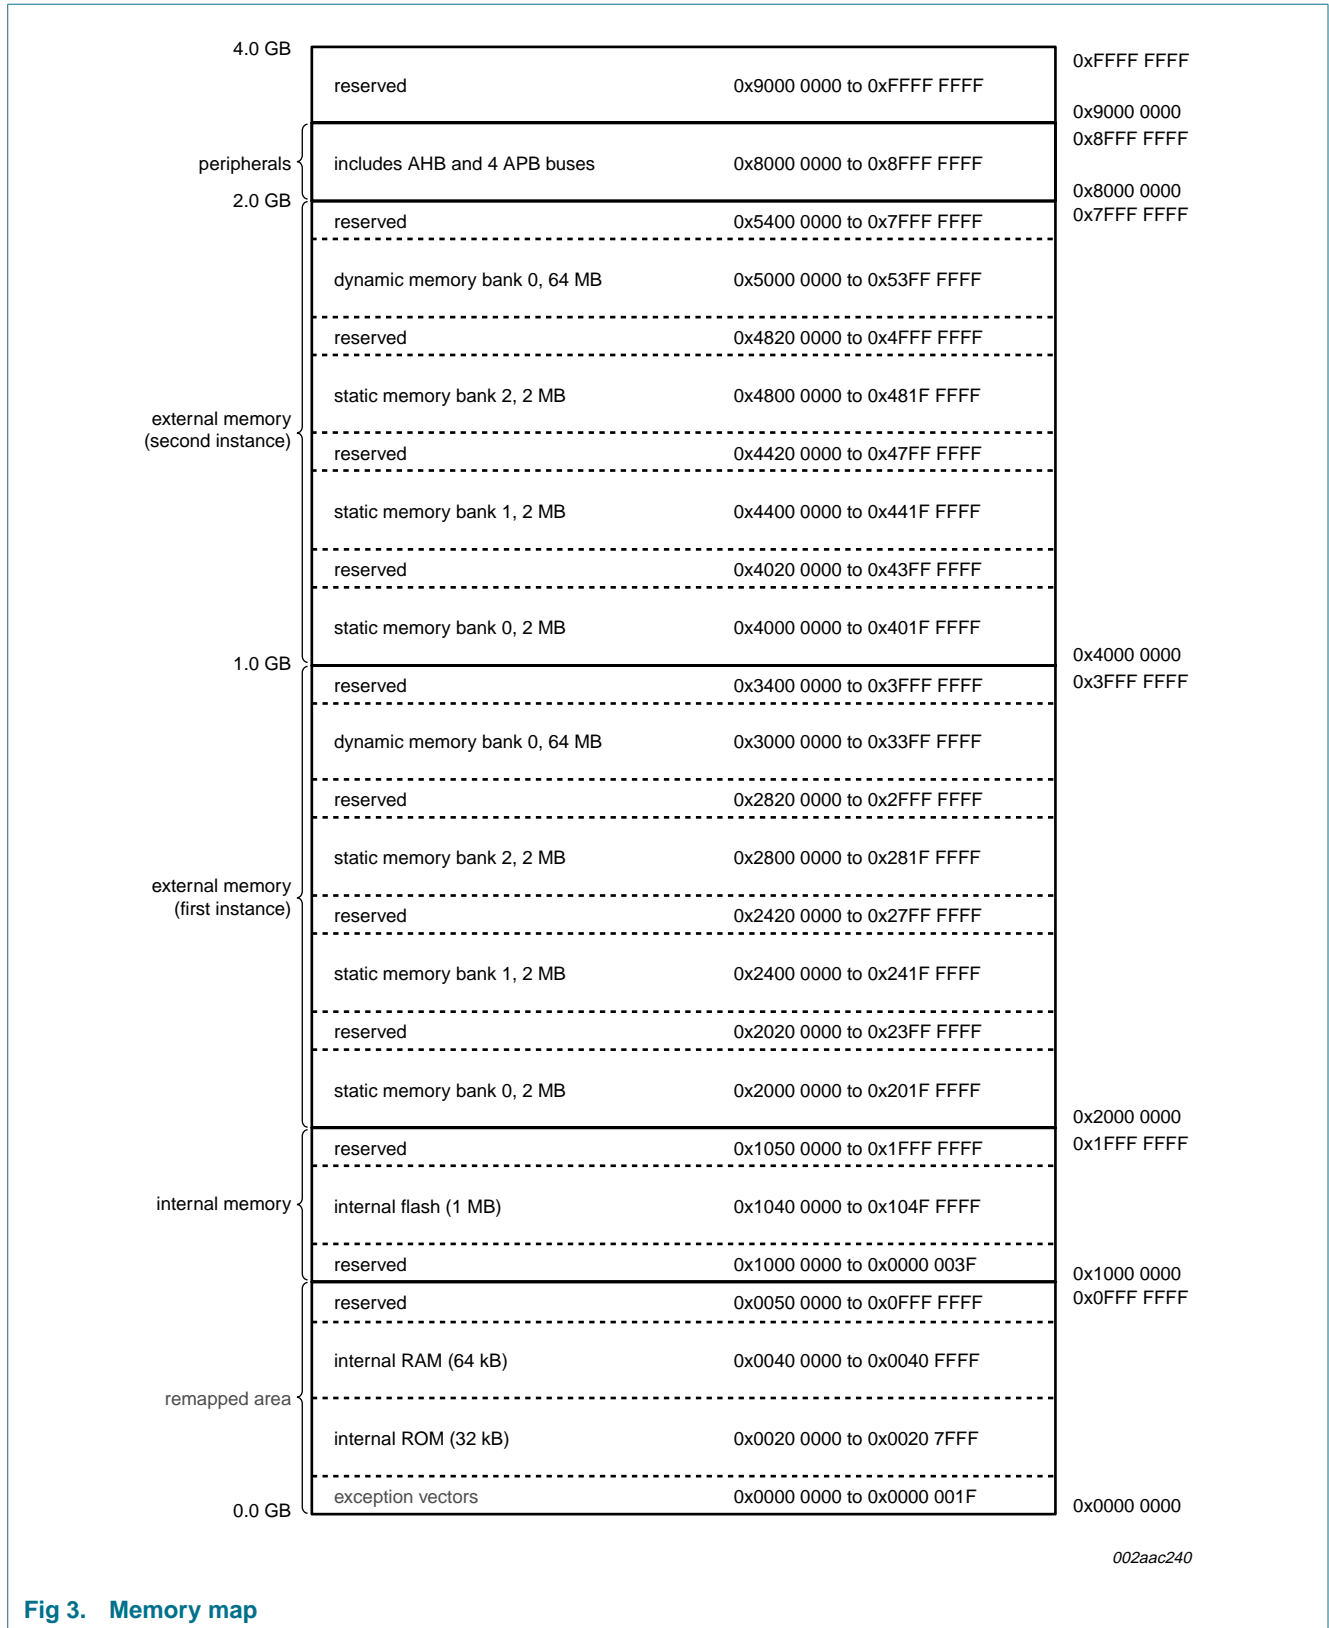 4.0 GB
0xFFFF FFFF
reserved 0x9000 0000 to 0xFFFF FFFF
0x9000 0000
0x8FFF FFFF
peripherals includes AHB and 4 APB buses 0x8000 0000 to 0x8FFF FFFF
0x8000 0000
2.0 GB
0x7FFF FFFF
reserved 0x5400 0000 to 0x7FFF FFFF
dynamic memory bank 0, 64 MB 0x5000 0000 to 0x53FF FFFF
reserved 0x4820 0000 to 0x4FFF FFFF
static memory bank 2, 2 MB 0x4800 0000 to 0x481F FFFF
external memory
(second instance)
reserved 0x4420 0000 to 0x47FF FFFF
static memory bank 1, 2 MB 0x4400 0000 to 0x441F FFFF
reserved 0x4020 0000 to 0x43FF FFFF
static memory bank 0, 2 MB 0x4000 0000 to 0x401F FFFF
0x4000 0000
1.0 GB
0x3FFF FFFF
reserved 0x3400 0000 to 0x3FFF FFFF
dynamic memory bank 0, 64 MB 0x3000 0000 to 0x33FF FFFF
reserved 0x2820 0000 to 0x2FFF FFFF
static memory bank 2, 2 MB 0x2800 0000 to 0x281F FFFF
external memory
(first instance)
reserved 0x2420 0000 to 0x27FF FFFF
static memory bank 1, 2 MB 0x2400 0000 to 0x241F FFFF
reserved 0x2020 0000 to 0x23FF FFFF
static memory bank 0, 2 MB 0x2000 0000 to 0x201F FFFF
0x2000 0000
0x1FFF FFFF
reserved 0x1050 0000 to 0x1FFF FFFF
internal memory internal flash (1 MB) 0x1040 0000 to 0x104F FFFF
reserved 0x1000 0000 to 0x0000 003F
0x1000 0000
0x0FFF FFFF
reserved 0x0050 0000 to 0x0FFF FFFF
internal RAM (64 kB) 0x0040 0000 to 0x0040 FFFF
remapped area
internal ROM (32 kB) 0x0020 0000 to 0x0020 7FFF
exception vectors 0x0000 0000 to 0x0000 001F
0.0 GB
0x0000 0000
002aac240
Fig 3. Memory map